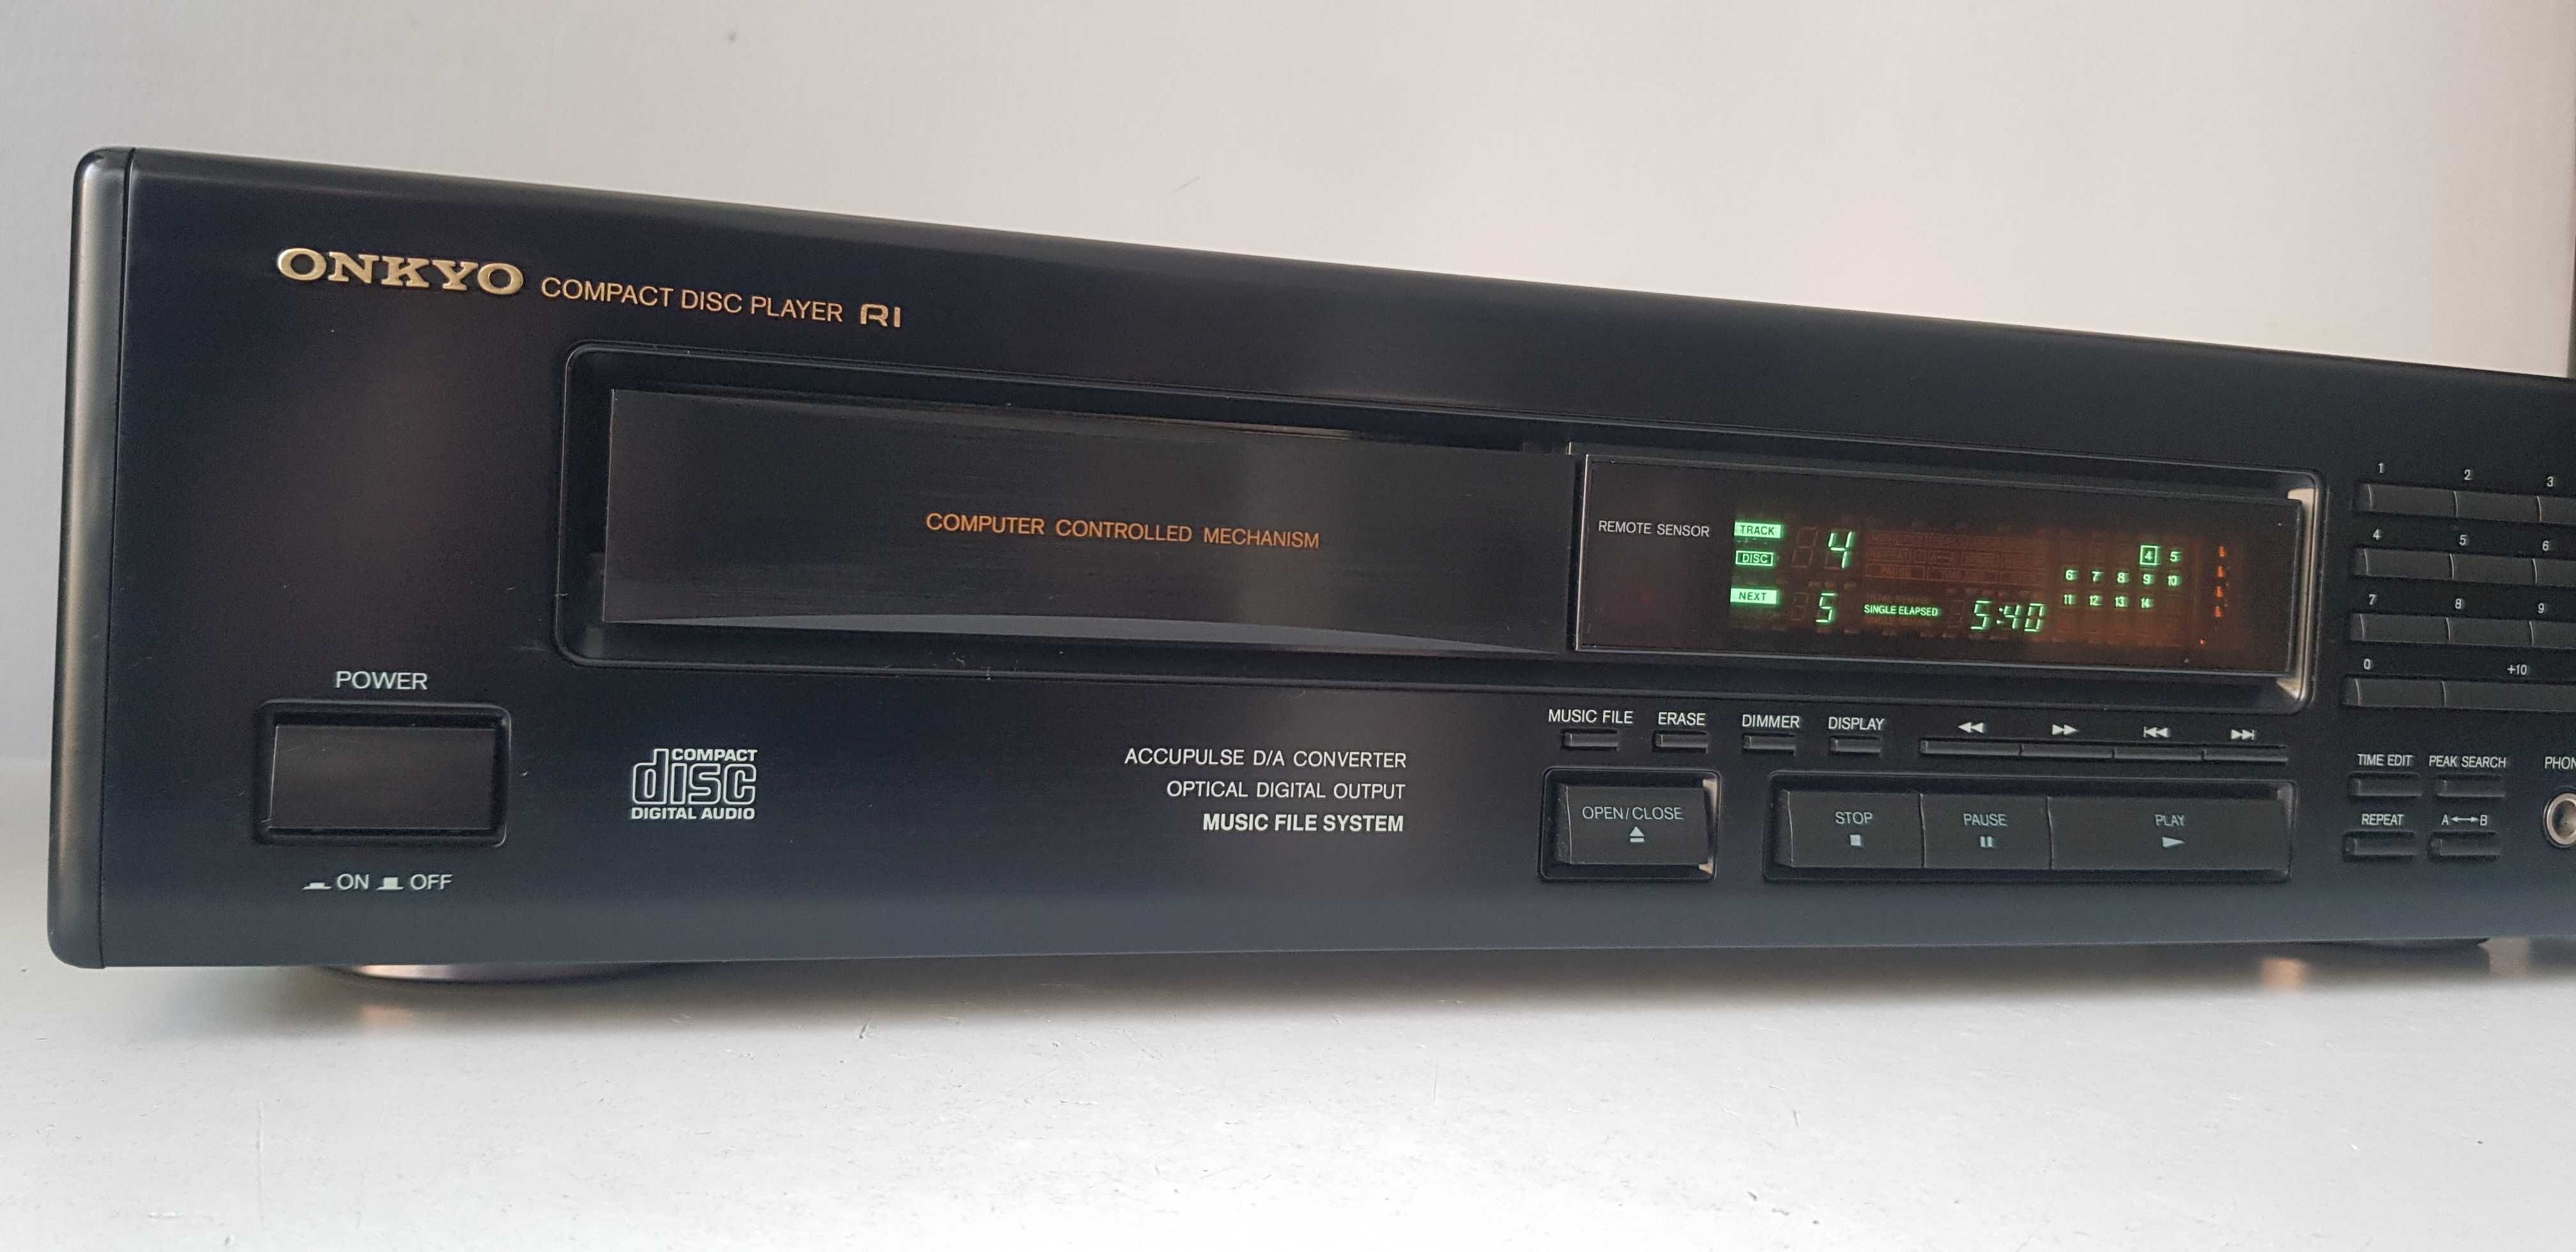 ONKYO COMPACT DISC PLAYER RI
COMPUTER CONTROLLED MECHANISM
REMOTE SENSOR
TRACK 4
DISC
NEXT 5
SINGLE ELAPSED 5:40
4 5
6 7 8 9 10
11 12 13 14
1 2 3
4 5 6
7 8 9
0 +10
POWER
ON OFF
COMPACT
disc
DIGITAL AUDIO
ACCUPULSE D/A CONVERTER
OPTICAL DIGITAL OUTPUT
MUSIC FILE SYSTEM
MUSIC FILE ERASE DIMMER DISPLAY
OPEN/CLOSE
STOP PAUSE PLAY
TIME EDIT PEAK SEARCH
REPEAT A↔B
PHON